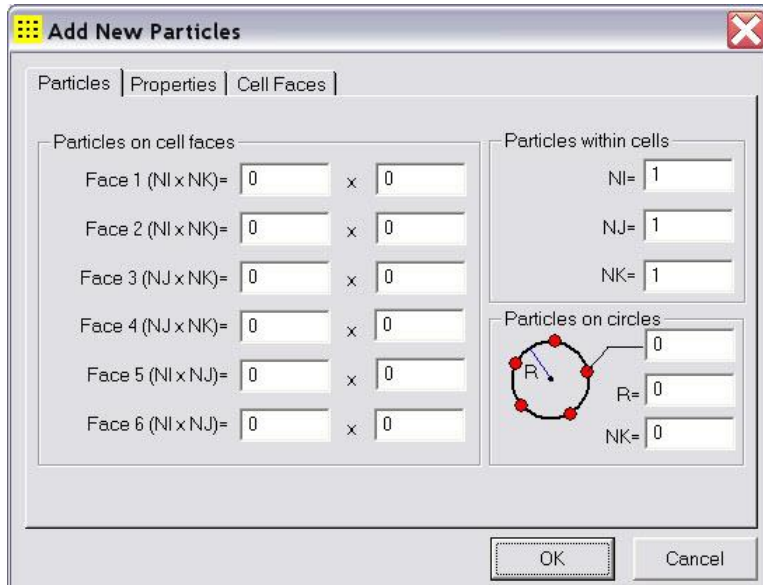 Add New Particles
Particles Properties Cell Faces
Particles on cell faces
Face 1 (NI x NK)= 0 x 0
Face 2 (NI x NK)= 0 x 0
Face 3 (NJ x NK)= 0 x 0
Face 4 (NJ x NK)= 0 x 0
Face 5 (NI x NJ)= 0 x 0
Face 6 (NI x NJ)= 0 x 0
Particles within cells
NI= 1
NJ= 1
NK= 1
Particles on circles
0
R
R= 0
NK= 0
OK Cancel